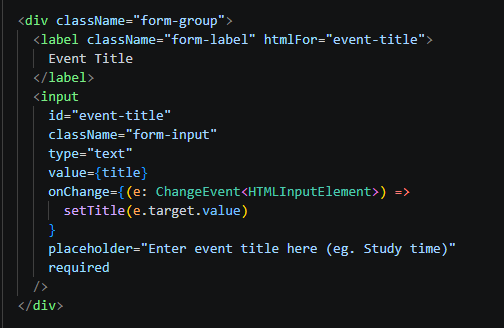 <div className="form-group">
<label className="form-label" htmlFor="event-title">
Event Title
</label>
<input
id="event-title"
className="form-input"
type="text"
value={title}
onChange={(e: ChangeEvent<HTMLInputElement>) =>
setTitle(e.target.value)
}
placeholder="Enter event title here (eg. Study time)"
required
/>
</div>